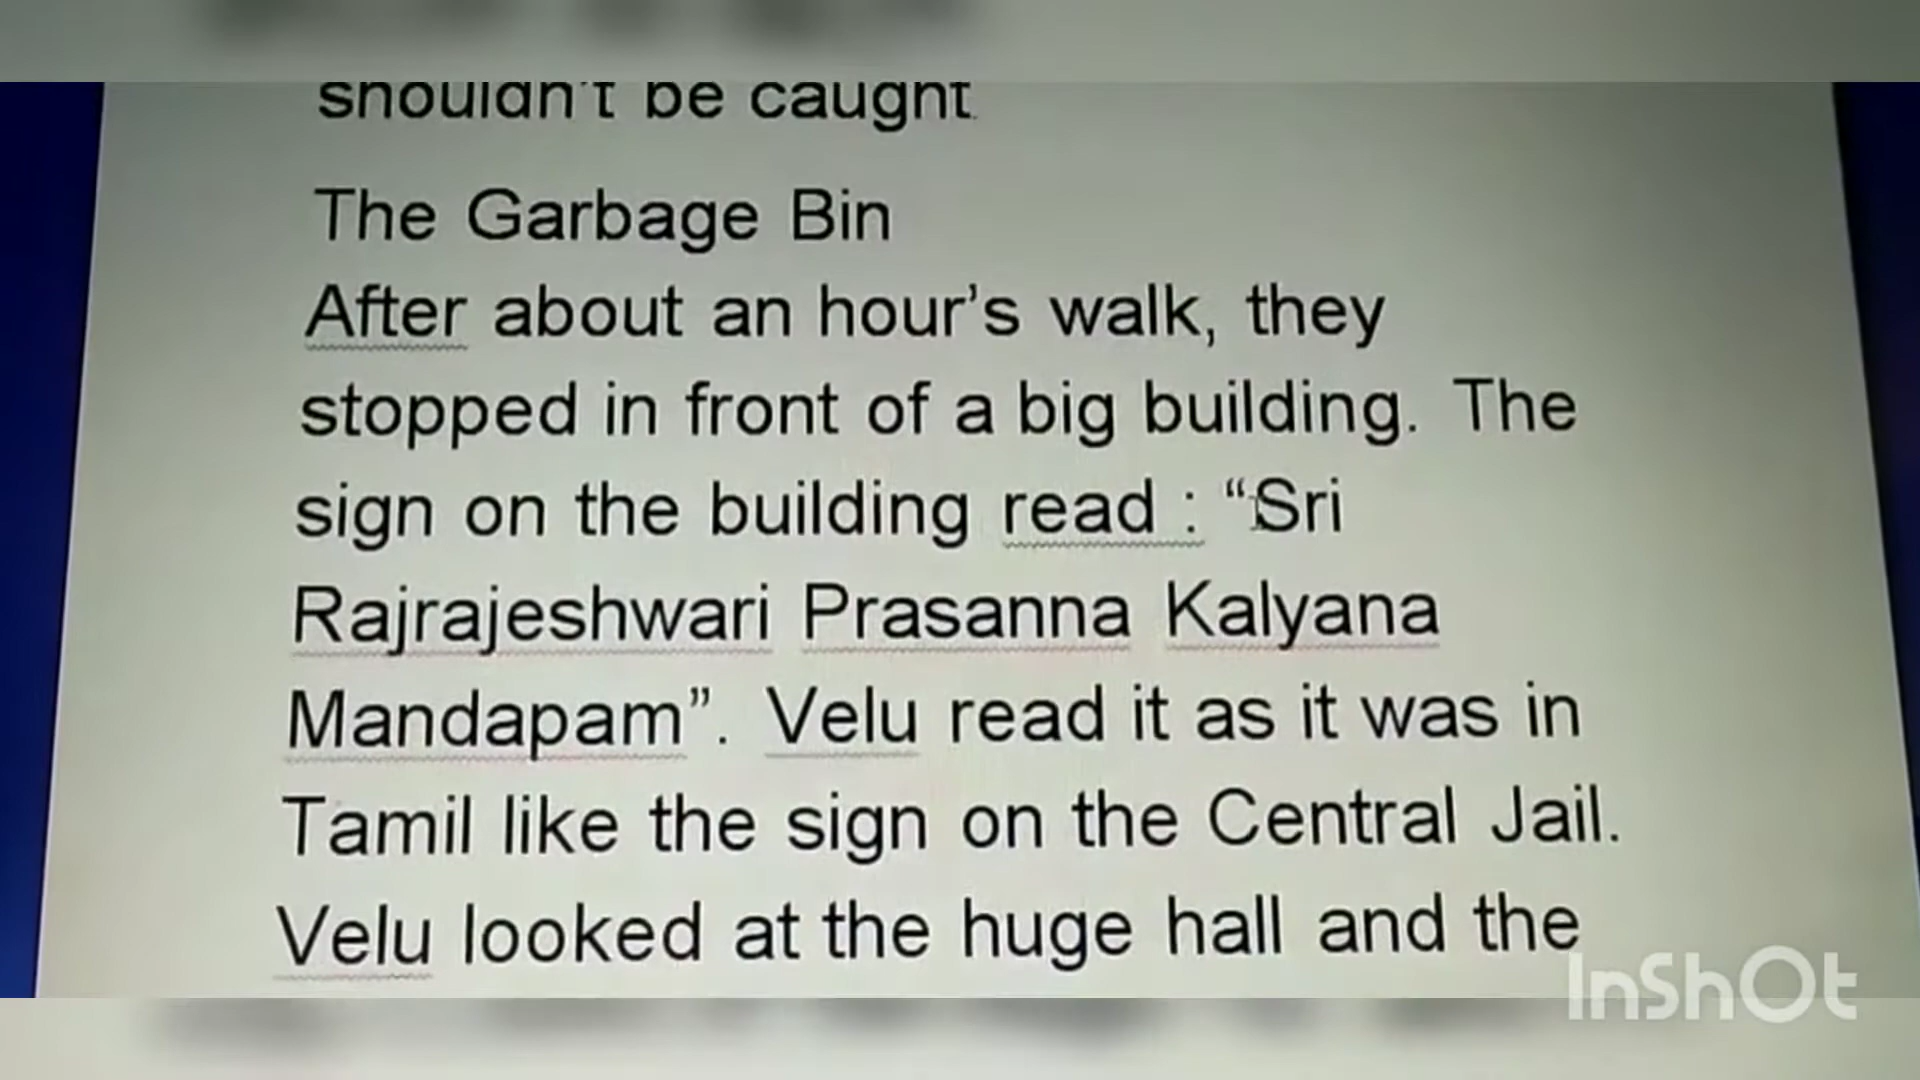 shouldn't be caught
The Garbage Bin
After about an hour's walk, they
stopped in front of a big building. The
sign on the building read : “Sri
Rajrajeshwari Prasanna Kalyana
Mandapam”. Velu read it as it was in
Tamil like the sign on the Central Jail.
Velu looked at the huge hall and the
InShOt